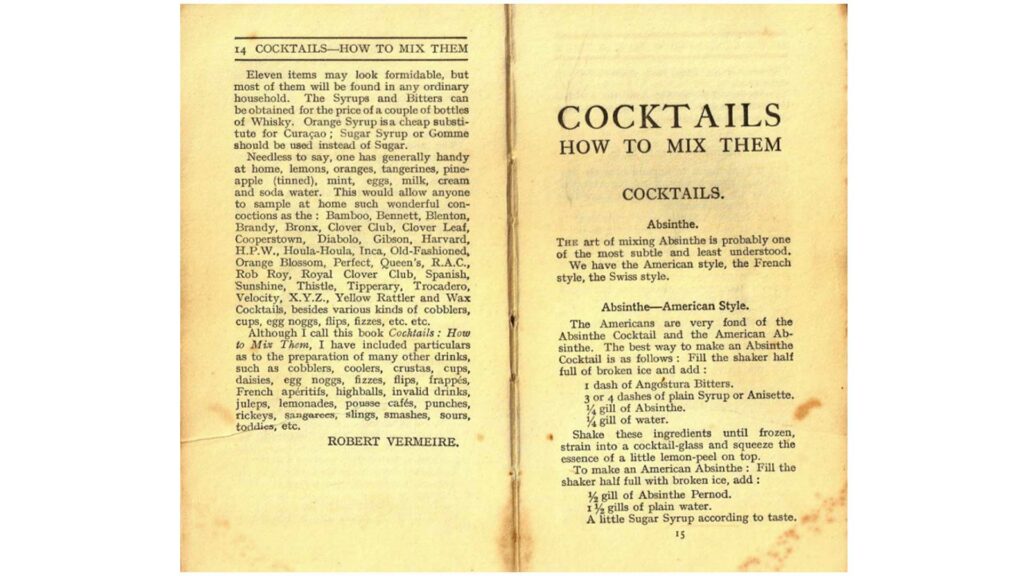 14 COCKTAILS—HOW TO MIX THEM
Eleven items may look formidable, but
most of them will be found in any ordinary
household. The Syrups and Bitters can
be obtained for the price of a couple of bottles
of Whisky. Orange Syrup is a cheap substi-
tute for Curaçao; Sugar Syrup or Gomme
should be used instead of Sugar.
Needless to say, one has generally handy
at home, lemons, oranges, tangerines, pine-
apple (tinned), mint, eggs, milk, cream
and soda water. This would allow anyone
to sample at home such wonderful con-
coctions as the: Bamboo, Bennett, Blenton,
Brandy, Bronx, Clover Club, Clover Leaf,
Cooperstown, Diabolo, Gibson, Harvard,
H.P.W., Houla-Houla, Inca, Old-Fashioned,
Orange Blossom, Perfect, Queen's, R.A.C.,
Rob Roy, Royal Clover Club, Spanish,
Sunshine, Thistle, Tipperary, Trocadero,
Velocity, X.Y.Z., Yellow Rattler and Wax
Cocktails, besides various kinds of cobblers,
cups, egg noggs, flips, fizzes, etc. etc.
Although I call this book Cocktails: How
to Mix Them, I have included particulars
as to the preparation of many other drinks,
such as cobblers, coolers, crustas, cups,
daisies, egg noggs, fizzes, flips, frappés,
French apéritifs, highballs, invalid drinks,
juleps, lemonades, pousse cafés, punches,
rickeys, sangarees, slings, smashes, sours,
toddies, etc.
ROBERT VERMEIRE.
COCKTAILS
HOW TO MIX THEM
COCKTAILS.
Absinthe.
THE art of mixing Absinthe is probably one
of the most subtle and least understood.
We have the American style, the French
style, the Swiss style.
Absinthe—American Style.
The Americans are very fond of the
Absinthe Cocktail and the American Ab-
sinthe. The best way to make an Absinthe
Cocktail is as follows: Fill the shaker half
full of broken ice and add:
1 dash of Angostura Bitters.
3 or 4 dashes of plain Syrup or Anisette.
¼ gill of Absinthe.
¼ gill of water.
Shake these ingredients until frozen,
strain into a cocktail-glass and squeeze the
essence of a little lemon-peel on top.
To make an American Absinthe: Fill the
shaker half full with broken ice, add:
½ gill of Absinthe Pernod.
1½ gills of plain water.
A little Sugar Syrup according to taste.
15